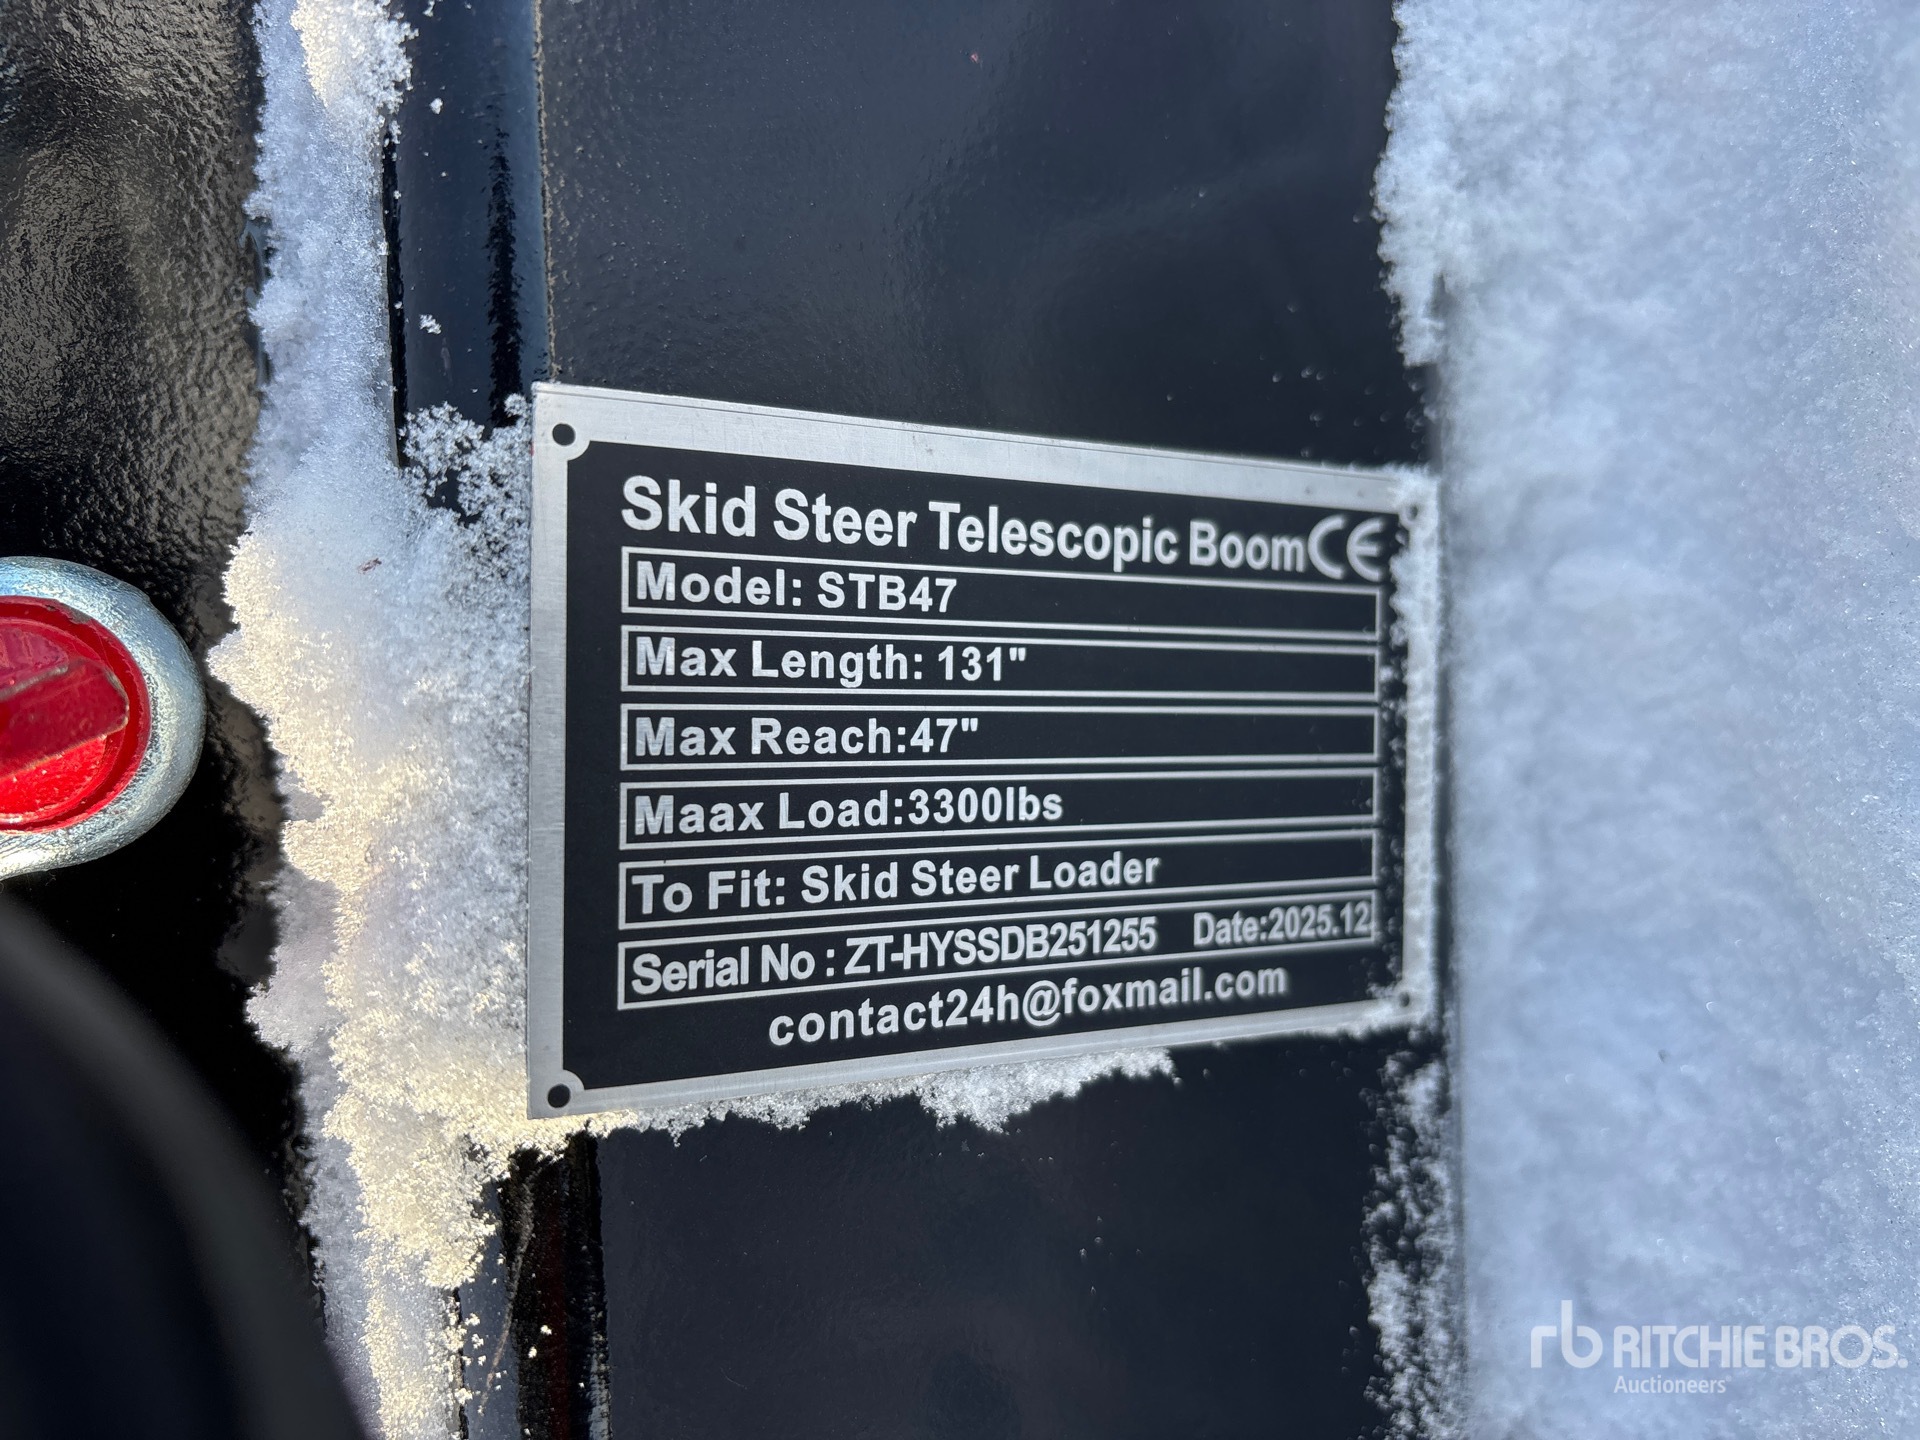 Skid Steer Telescopic Boom CE
Model: STB47
Max Length: 131"
Max Reach:47"
Maax Load:3300lbs
To Fit: Skid Steer Loader
Serial No : ZT-HYSSDB251255 Date:2025.12
contact24h@foxmail.com
rb RITCHIE BROS.
Auctioneers